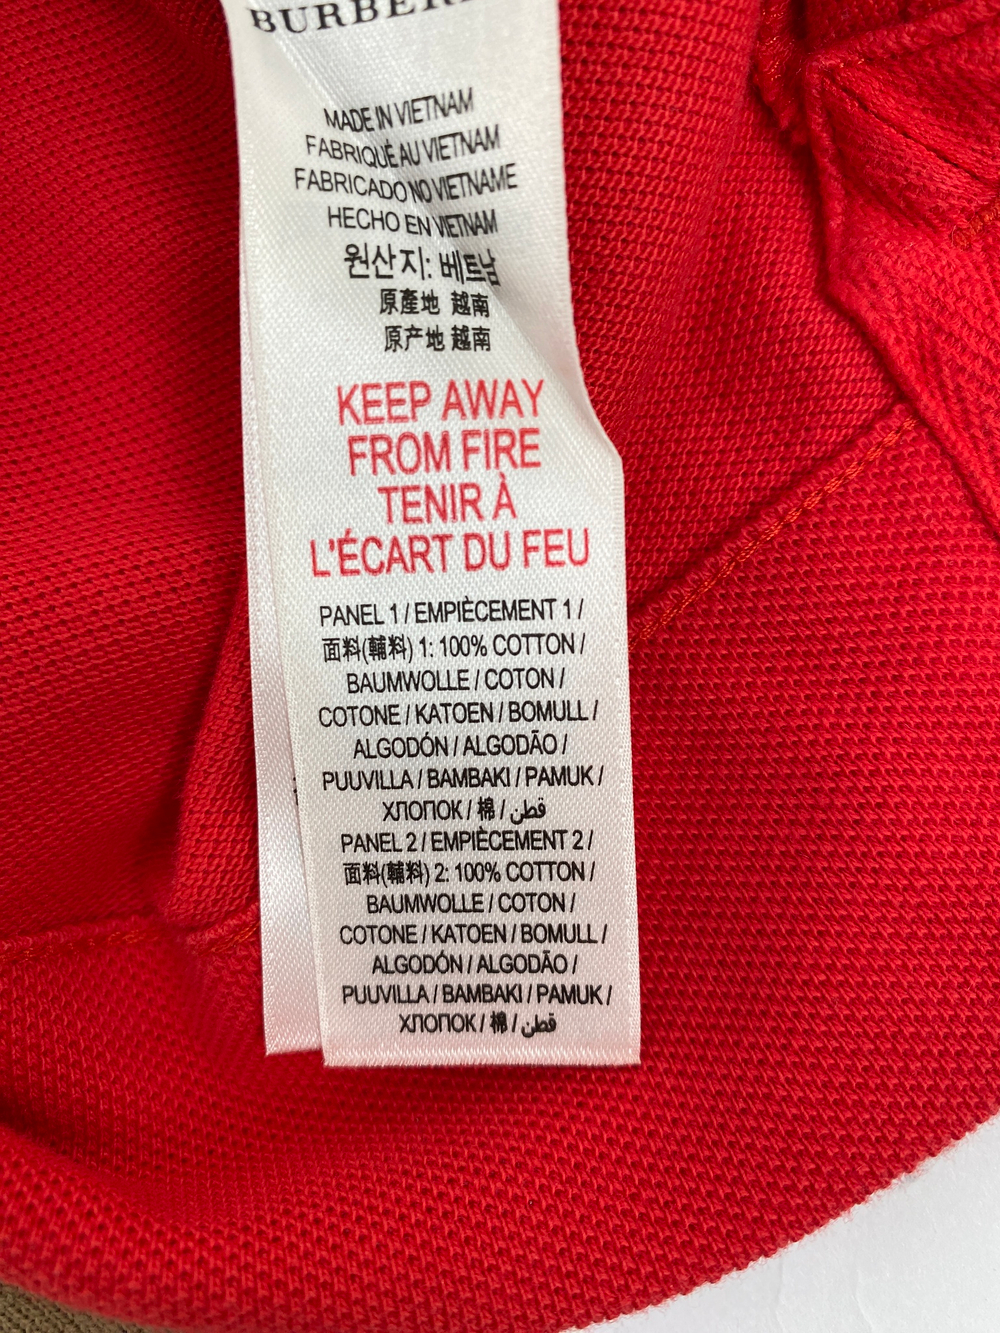 BURBERR
MADE IN VIETNAM
FABRIQUÉ AU VIETNAM
FABRICADO NO VIETNAME
HECHO EN VIETNAM
원산지: 베트남
原產地 越南
原产地 越南
KEEP AWAY
FROM FIRE
TENIR À
L'ÉCART DU FEU
PANEL 1 / EMPIÈCEMENT 1 /
面料(輔料) 1: 100% COTTON /
BAUMWOLLE / COTON /
COTONE / KATOEN / BOMULL /
ALGODÓN / ALGODÃO /
PUUVILLA / BAMBAKI / PAMUK /
ХЛОПОК / 棉 / قطن
PANEL 2 / EMPIÈCEMENT 2 /
面料(輔料) 2: 100% COTTON /
BAUMWOLLE / COTON /
COTONE / KATOEN / BOMULL /
ALGODÓN / ALGODÃO /
PUUVILLA / BAMBAKI / PAMUK /
ХЛОПОК / 棉 / قطن